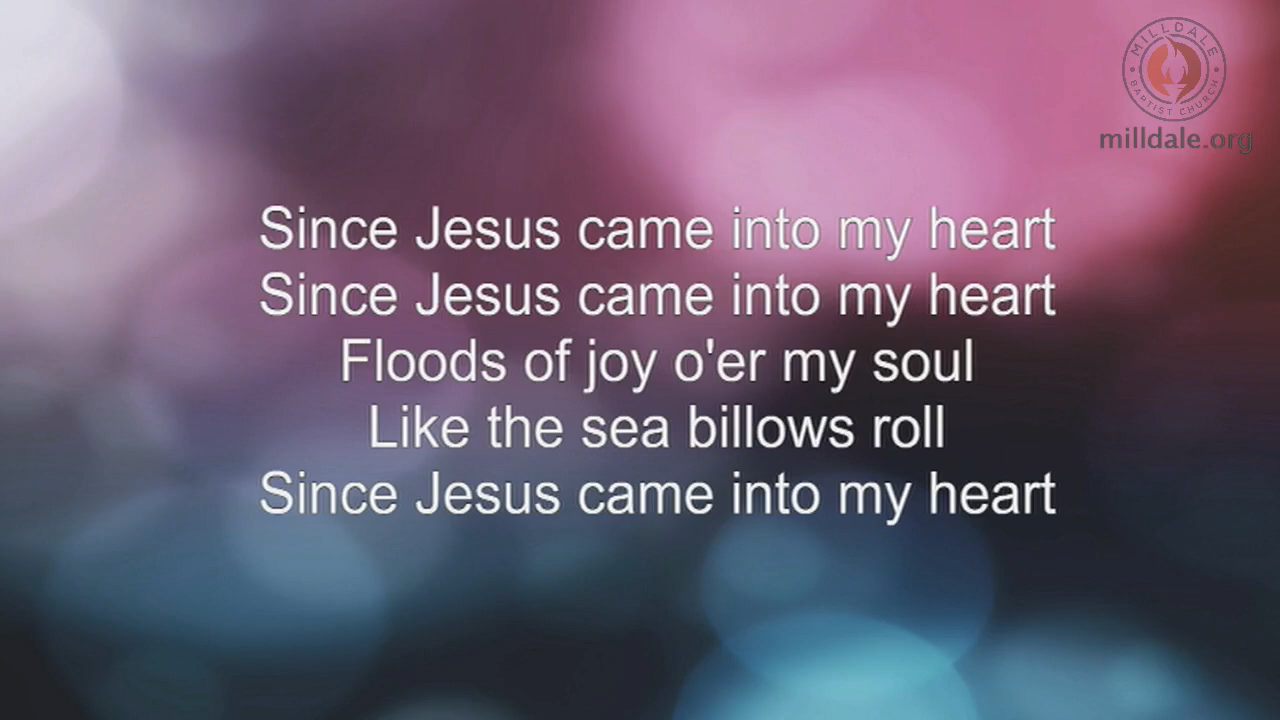 MILLDALE
BAPTIST CHURCH
milldale.org
Since Jesus came into my heart
Since Jesus came into my heart
Floods of joy o'er my soul
Like the sea billows roll
Since Jesus came into my heart